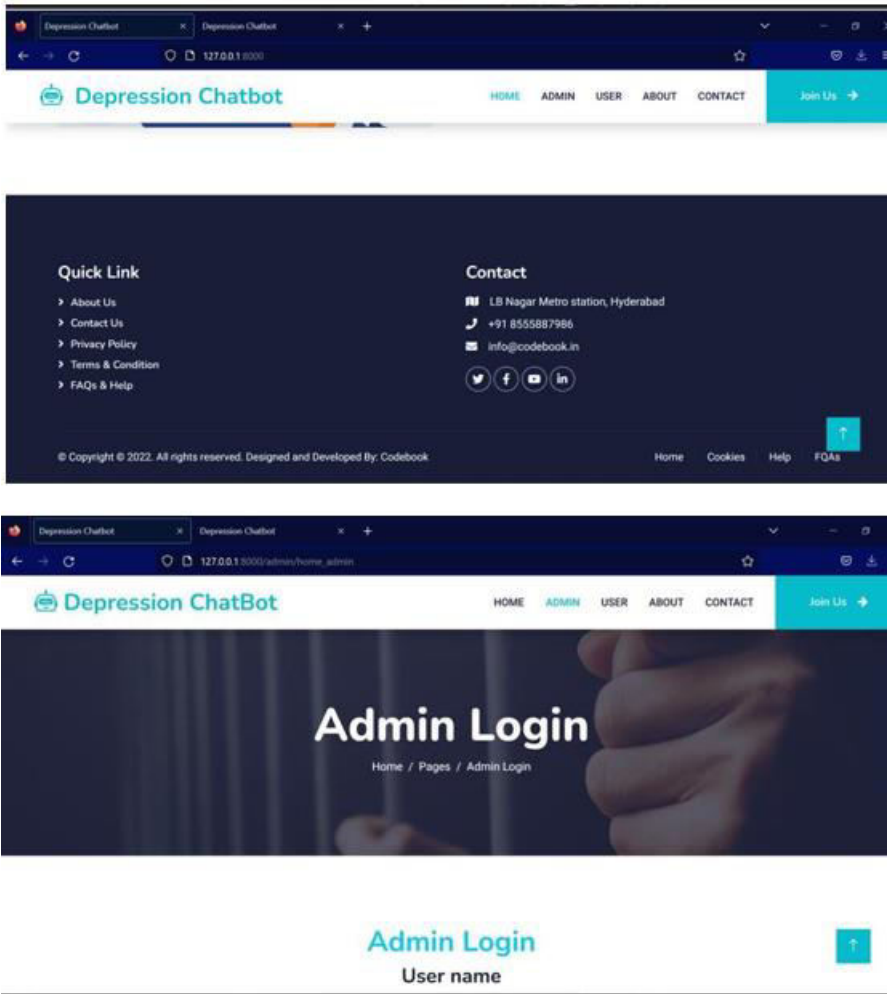 Depression Chatbot × Depression Chatbot × +
127.0.0.1:8000
Depression Chatbot HOME ADMIN USER ABOUT CONTACT Join Us
Quick Link
About Us
Contact Us
Privacy Policy
Terms & Condition
FAQs & Help
Contact
LB Nagar Metro station, Hyderabad
+91 8555887986
info@codebook.in
© Copyright © 2022. All rights reserved. Designed and Developed By: Codebook Home Cookies Help FQAs
Depression Chatbot × Depression Chatbot × +
127.0.0.1:8000/admin/home_admin
Depression ChatBot HOME ADMIN USER ABOUT CONTACT Join Us
Admin Login
Home / Pages / Admin Login
Admin Login
User name